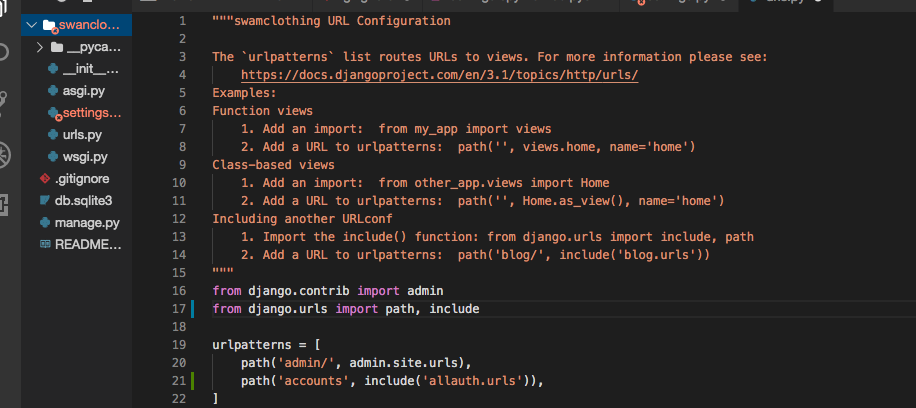 swanclo...
__pyca...
__init__...
asgi.py
settings...
urls.py
wsgi.py
.gitignore
db.sqlite3
manage.py
README...
1 """swamclothing URL Configuration
2
3 The `urlpatterns` list routes URLs to views. For more information please see:
4     https://docs.djangoproject.com/en/3.1/topics/http/urls/
5 Examples:
6 Function views
7     1. Add an import:  from my_app import views
8     2. Add a URL to urlpatterns:  path('', views.home, name='home')
9 Class-based views
10     1. Add an import:  from other_app.views import Home
11     2. Add a URL to urlpatterns:  path('', Home.as_view(), name='home')
12 Including another URLconf
13     1. Import the include() function: from django.urls import include, path
14     2. Add a URL to urlpatterns:  path('blog/', include('blog.urls'))
15 """
16 from django.contrib import admin
17 from django.urls import path, include
18
19 urlpatterns = [
20     path('admin/', admin.site.urls),
21     path('accounts', include('allauth.urls')),
22 ]